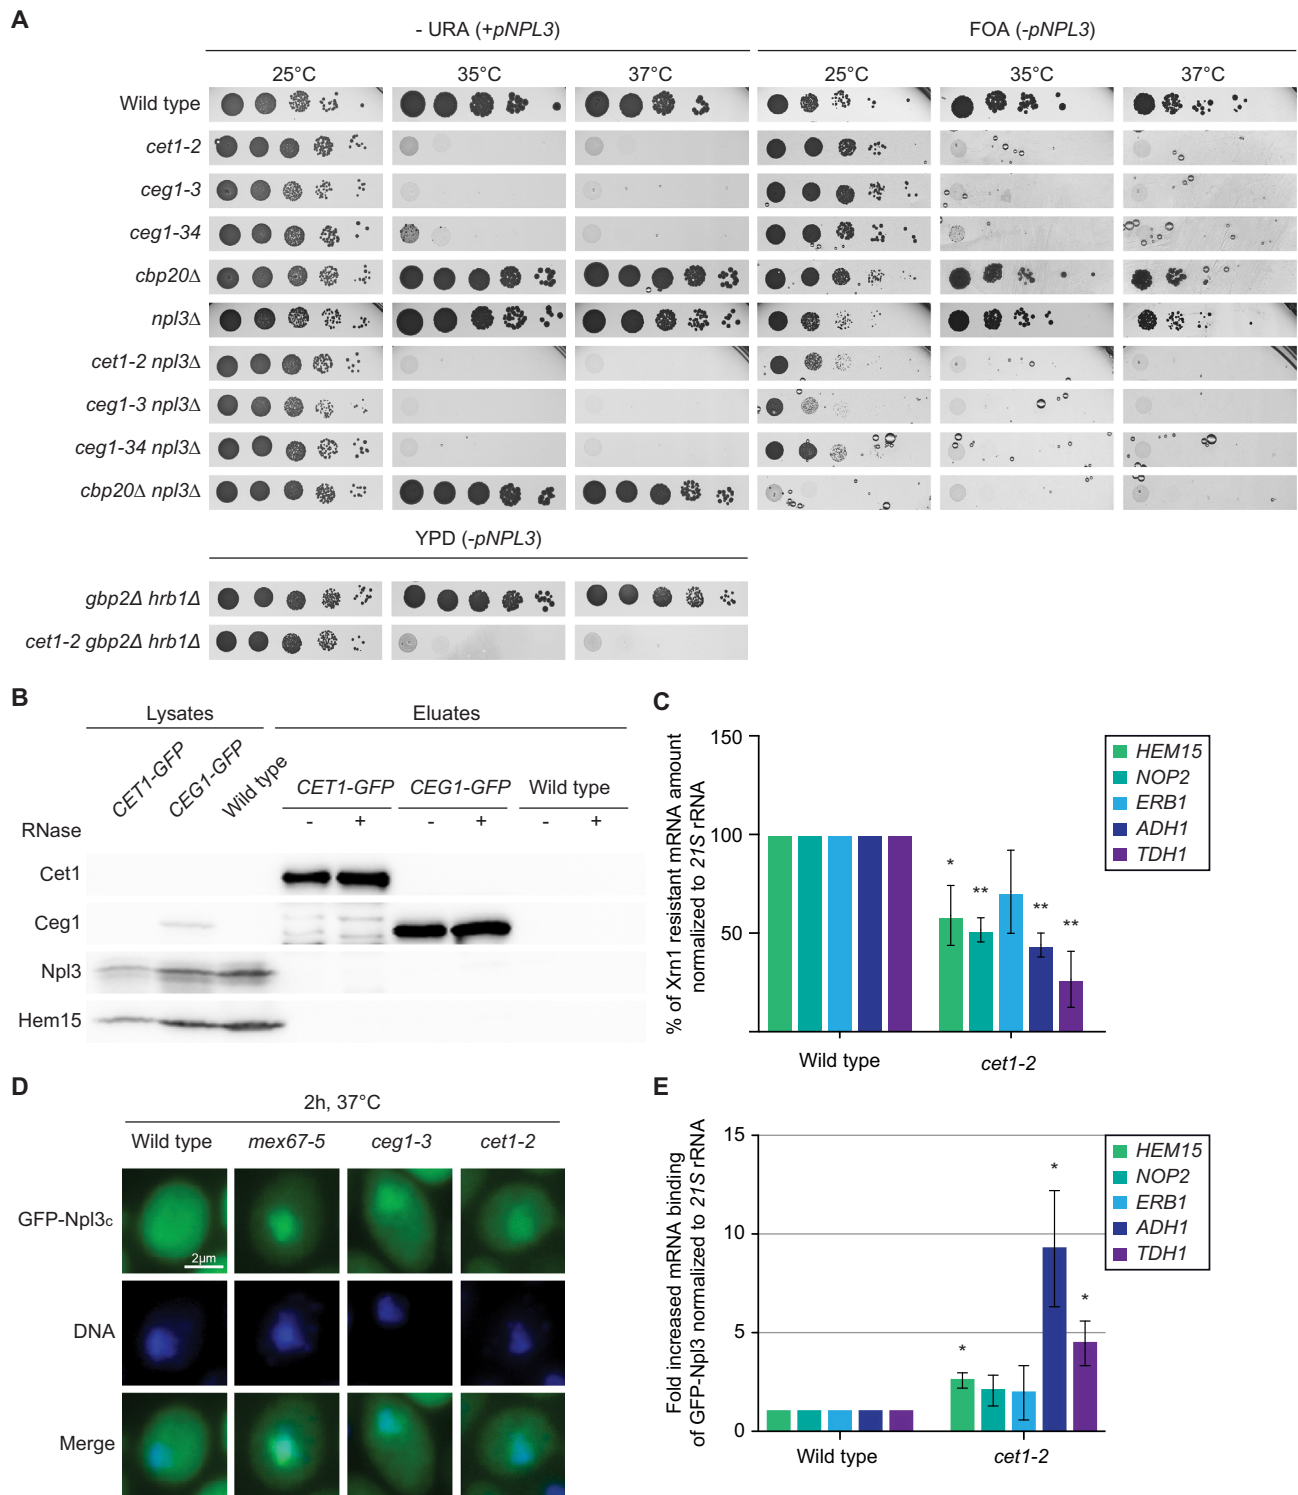 A
- URA (+pNPL3)
FOA (-pNPL3)
25°C 35°C 37°C 25°C 35°C 37°C
Wild type
cet1-2
ceg1-3
ceg1-34
cbp20Δ
npl3Δ
cet1-2 npl3Δ
ceg1-3 npl3Δ
ceg1-34 npl3Δ
cbp20Δ npl3Δ
YPD (-pNPL3)
gbp2Δ hrb1Δ
cet1-2 gbp2Δ hrb1Δ
B
Lysates
Eluates
CET1-GFP CEG1-GFP Wild type
CET1-GFP CEG1-GFP Wild type
RNase - + - + - +
Cet1
Ceg1
Npl3
Hem15
C
% of Xrn1 resistant mRNA amount
normalized to 21S rRNA
150
100
50
* ** ** **
Wild type cet1-2
HEM15
NOP2
ERB1
ADH1
TDH1
D
2h, 37°C
Wild type mex67-5 ceg1-3 cet1-2
GFP-Npl3c
2µm
DNA
Merge
E
Fold increased mRNA binding
of GFP-Npl3 normalized to 21S rRNA
15
10
5
0
* * *
Wild type cet1-2
HEM15
NOP2
ERB1
ADH1
TDH1